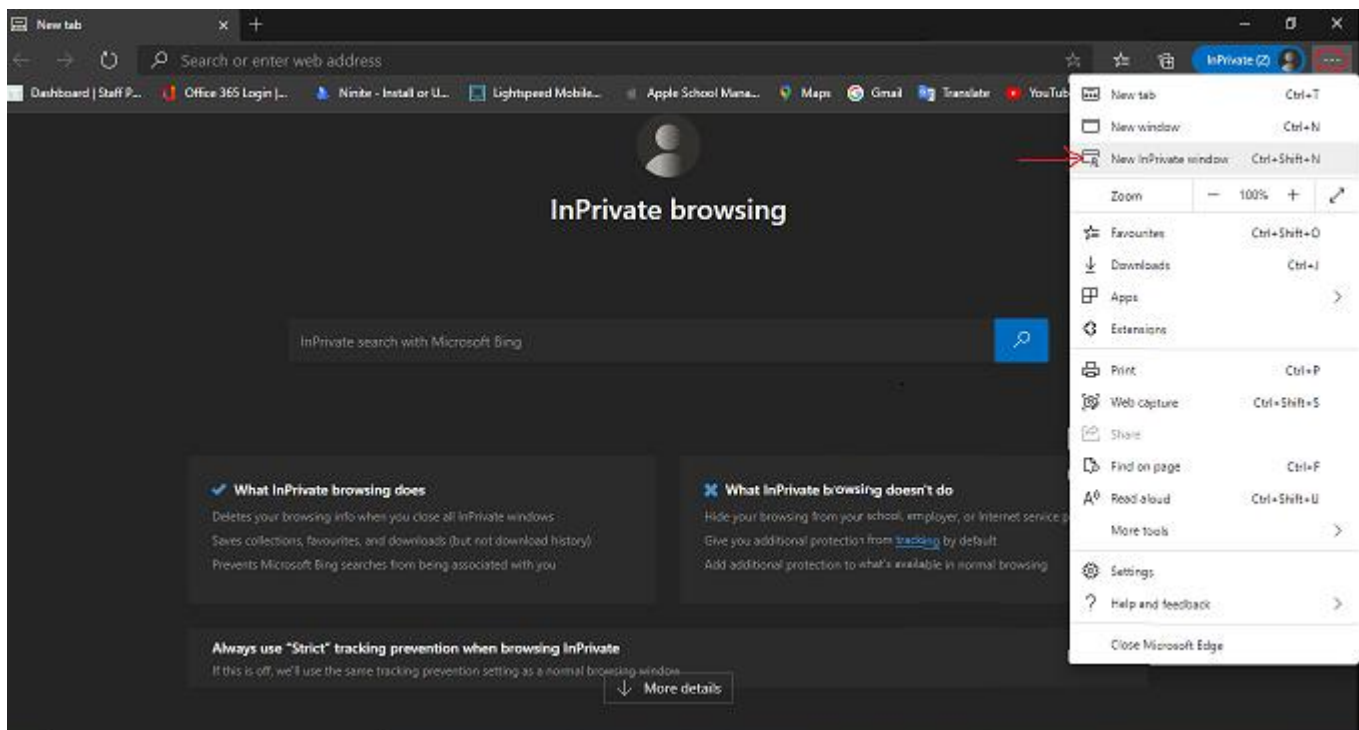 New tab
Search or enter web address
InPrivate (2)
Dashboard | Staff P...
Office 365 Login |...
Ninite - Install or U...
Lightspeed Mobile...
Apple School Mana...
Maps
Gmail
Translate
YouTub
InPrivate browsing
InPrivate search with Microsoft Bing
What InPrivate browsing does
Deletes your browsing info when you close all InPrivate windows
Saves collections, favourites, and downloads (but not download history)
Prevents Microsoft Bing searches from being associated with you
What InPrivate browsing doesn't do
Hide your browsing from your school, employer, or Internet service p
Give you additional protection from tracking by default
Add additional protection to what's available in normal browsing
Always use "Strict" tracking prevention when browsing InPrivate
If this is off, we'll use the same tracking prevention setting as a normal browsing window
More details
New tab Ctrl+T
New window Ctrl+N
New InPrivate window Ctrl+Shift+N
Zoom — 100% +
Favourites Ctrl+Shift+O
Downloads Ctrl+J
Apps
Extensions
Print Ctrl+P
Web capture Ctrl+Shift+S
Share
Find on page Ctrl+F
Read aloud Ctrl+Shift+U
More tools
Settings
Help and feedback
Close Microsoft Edge